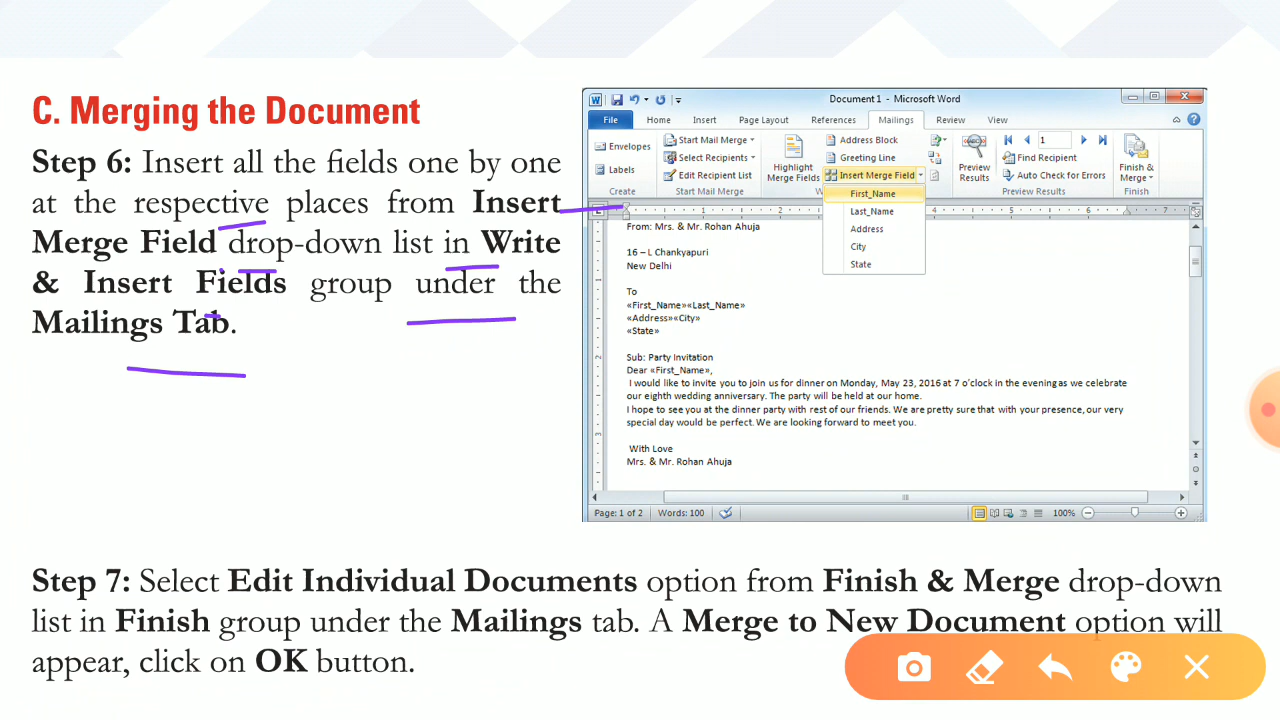 C. Merging the Document
Step 6: Insert all the fields one by one
at the respective places from Insert
Merge Field drop-down list in Write
& Insert Fields group under the
Mailings Tab.
Document1 - Microsoft Word
File Home Insert Page Layout References Mailings Review View
Envelopes
Labels
Create
Start Mail Merge
Select Recipients
Edit Recipient List
Start Mail Merge
Highlight
Merge Fields
Address Block
Greeting Line
Insert Merge Field
W
First_Name
Last_Name
Address
City
State
Preview
Results
1
Find Recipient
Auto Check for Errors
Preview Results
Finish &
Merge
Finish
1 2 4 5 6 7
From: Mrs. & Mr. Rohan Ahuja
16 – L Chankyapuri
New Delhi
To
«First_Name»«Last_Name»
«Address»«City»
«State»
Sub: Party Invitation
Dear «First_Name»,
I would like to invite you to join us for dinner on Monday, May 23, 2016 at 7 o'clock in the evening as we celebrate
our eighth wedding anniversary. The party will be held at our home.
I hope to see you at the dinner party with rest of our friends. We are pretty sure that with your presence, our very
special day would be perfect. We are looking forward to meet you.
With Love
Mrs. & Mr. Rohan Ahuja
Page: 1 of 2 Words: 100 100%
Step 7: Select Edit Individual Documents option from Finish & Merge drop-down
list in Finish group under the Mailings tab. A Merge to New Document option will
appear, click on OK button.